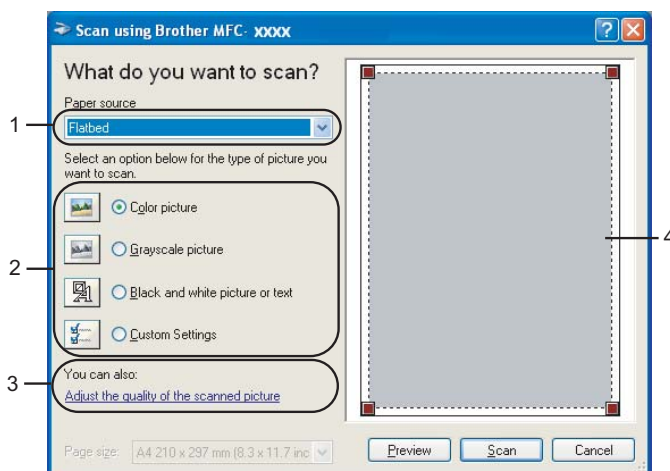 Scan using Brother MFC- XXXX
What do you want to scan?
Paper source
1
Flatbed
Select an option below for the type of picture you
want to scan.
Color picture
Grayscale picture
2
Black and white picture or text
Custom Settings
3
You can also:
Adjust the quality of the scanned picture
4
Page size: A4 210 x 297 mm (8.3 x 11.7 inc
Preview Scan Cancel